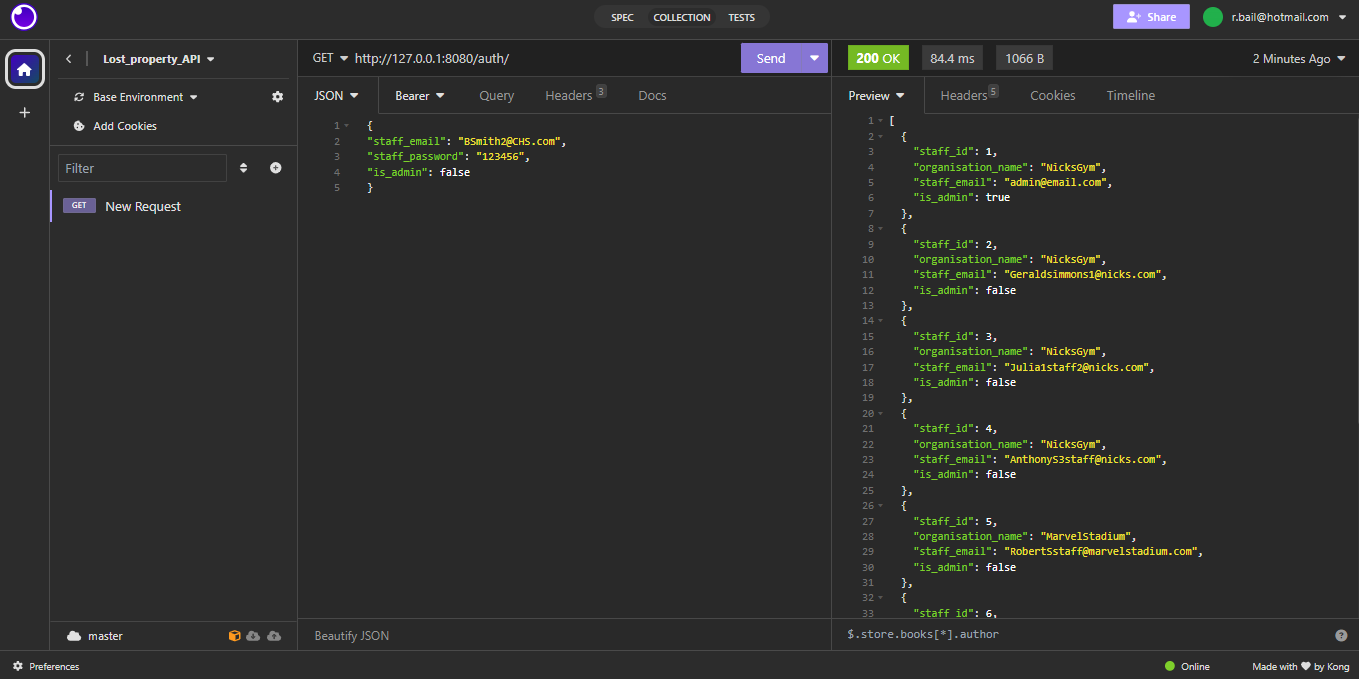 SPEC COLLECTION TESTS
Share
r.bail@hotmail.com
Lost_property_API
Base Environment
Add Cookies
Filter
GET New Request
master
GET http://127.0.0.1:8080/auth/
Send
JSON Bearer Query Headers 3 Docs
1 {
2 "staff_email": "BSmith2@CHS.com",
3 "staff_password": "123456",
4 "is_admin": false
5 }
Beautify JSON
200 OK 84.4 ms 1066 B 2 Minutes Ago
Preview Headers 5 Cookies Timeline
1 [
2 {
3 "staff_id": 1,
4 "organisation_name": "NicksGym",
5 "staff_email": "admin@email.com",
6 "is_admin": true
7 },
8 {
9 "staff_id": 2,
10 "organisation_name": "NicksGym",
11 "staff_email": "Geraldsimmons1@nicks.com",
12 "is_admin": false
13 },
14 {
15 "staff_id": 3,
16 "organisation_name": "NicksGym",
17 "staff_email": "Julia1staff2@nicks.com",
18 "is_admin": false
19 },
20 {
21 "staff_id": 4,
22 "organisation_name": "NicksGym",
23 "staff_email": "AnthonyS3staff@nicks.com",
24 "is_admin": false
25 },
26 {
27 "staff_id": 5,
28 "organisation_name": "MarvelStadium",
29 "staff_email": "RobertSstaff@marvelstadium.com",
30 "is_admin": false
31 },
32 {
33 "staff_id": 6,
$.store.books[*].author
Preferences
Online
Made with ♥ by Kong